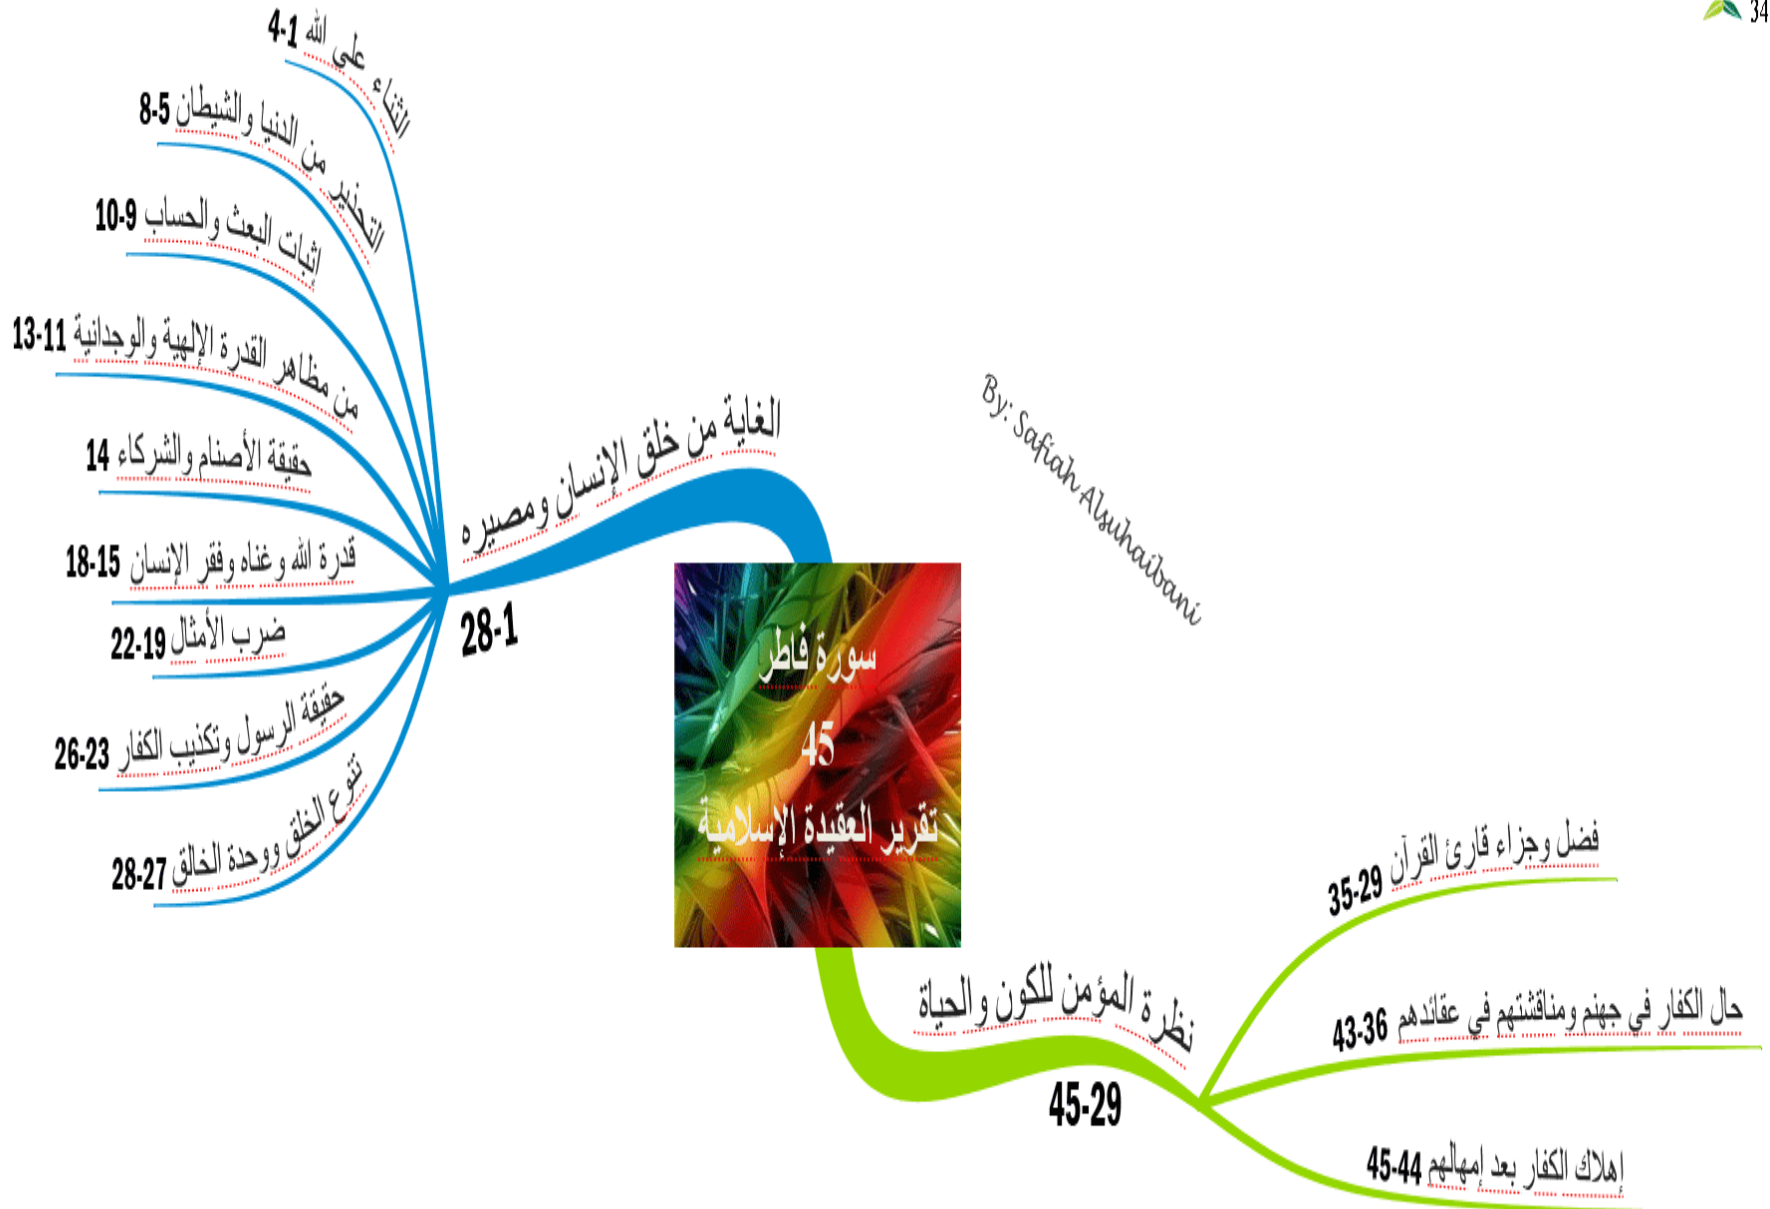 34
الثناء على الله 1-4
التحذير من الدنيا والشيطان 5-8
إثبات البعث والحساب 9-10
من مظاهر القدرة الإلهية والوجدانية 11-13
حقيقة الأصنام والشركاء 14
قدرة الله وغناه وفقر الإنسان 15-18
ضرب الأمثال 19-22
حقيقة الرسول وتكذيب الكفار 23-26
تنوع الخلق ووحدة الخالق 27-28
الغاية من خلق الإنسان ومصيره
28-1
By: Safiah Alsuhaibani
سورة فاطر
45
تقرير العقيدة الإسلامية
نظرة المؤمن للكون والحياة
45-29
فضل وجزاء قارئ القرآن 29-35
حال الكفار في جهنم ومناقشتهم في عقائدهم 36-43
إهلاك الكفار بعد إمهالهم 44-45